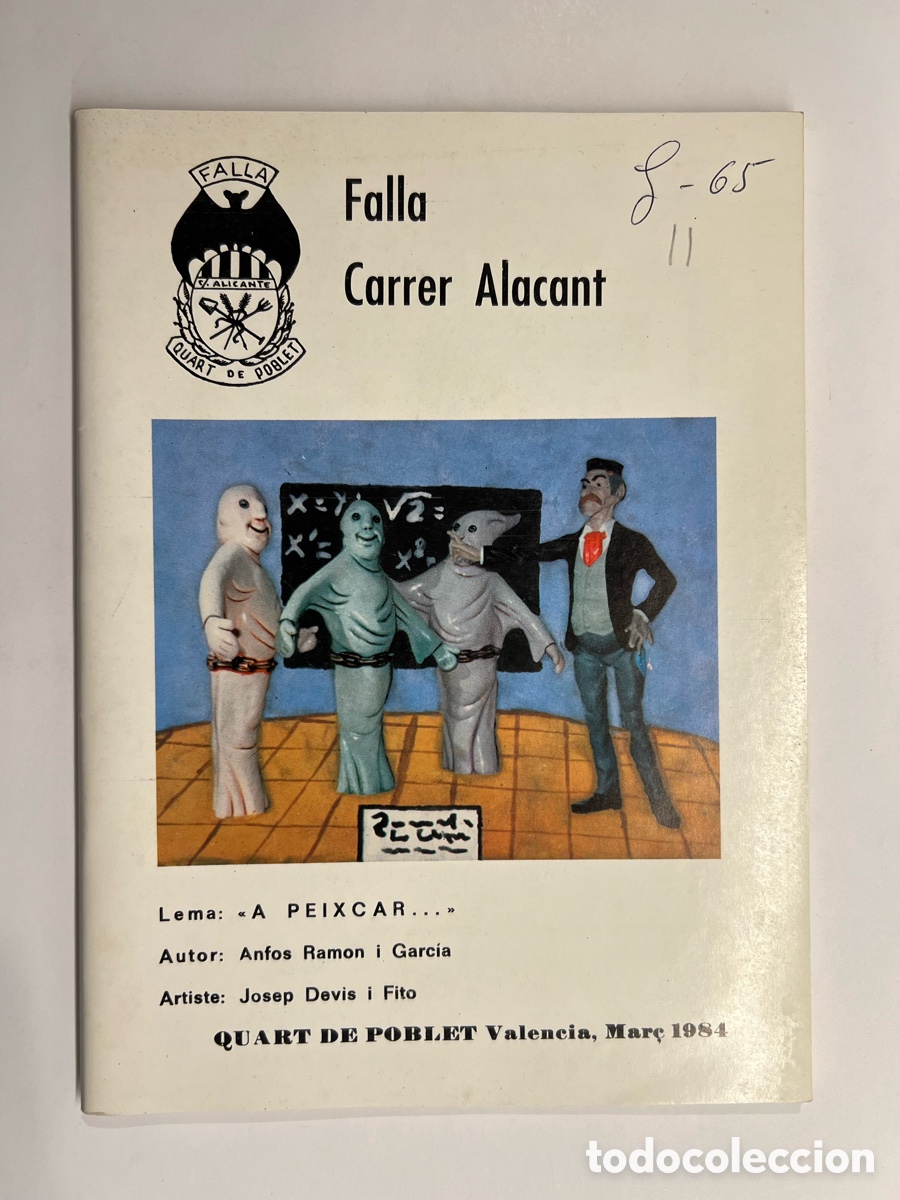 FALLA
C/. ALICANTE
QUART DE POBLET
Falla
Carrer Alacant
- 65
11
X=Y
√2=
X'=
Lema: «A PEIXCAR...»
Autor: Anfos Ramon i García
Artiste: Josep Devis i Fito
QUART DE POBLET Valencia, Març 1984
todocoleccion